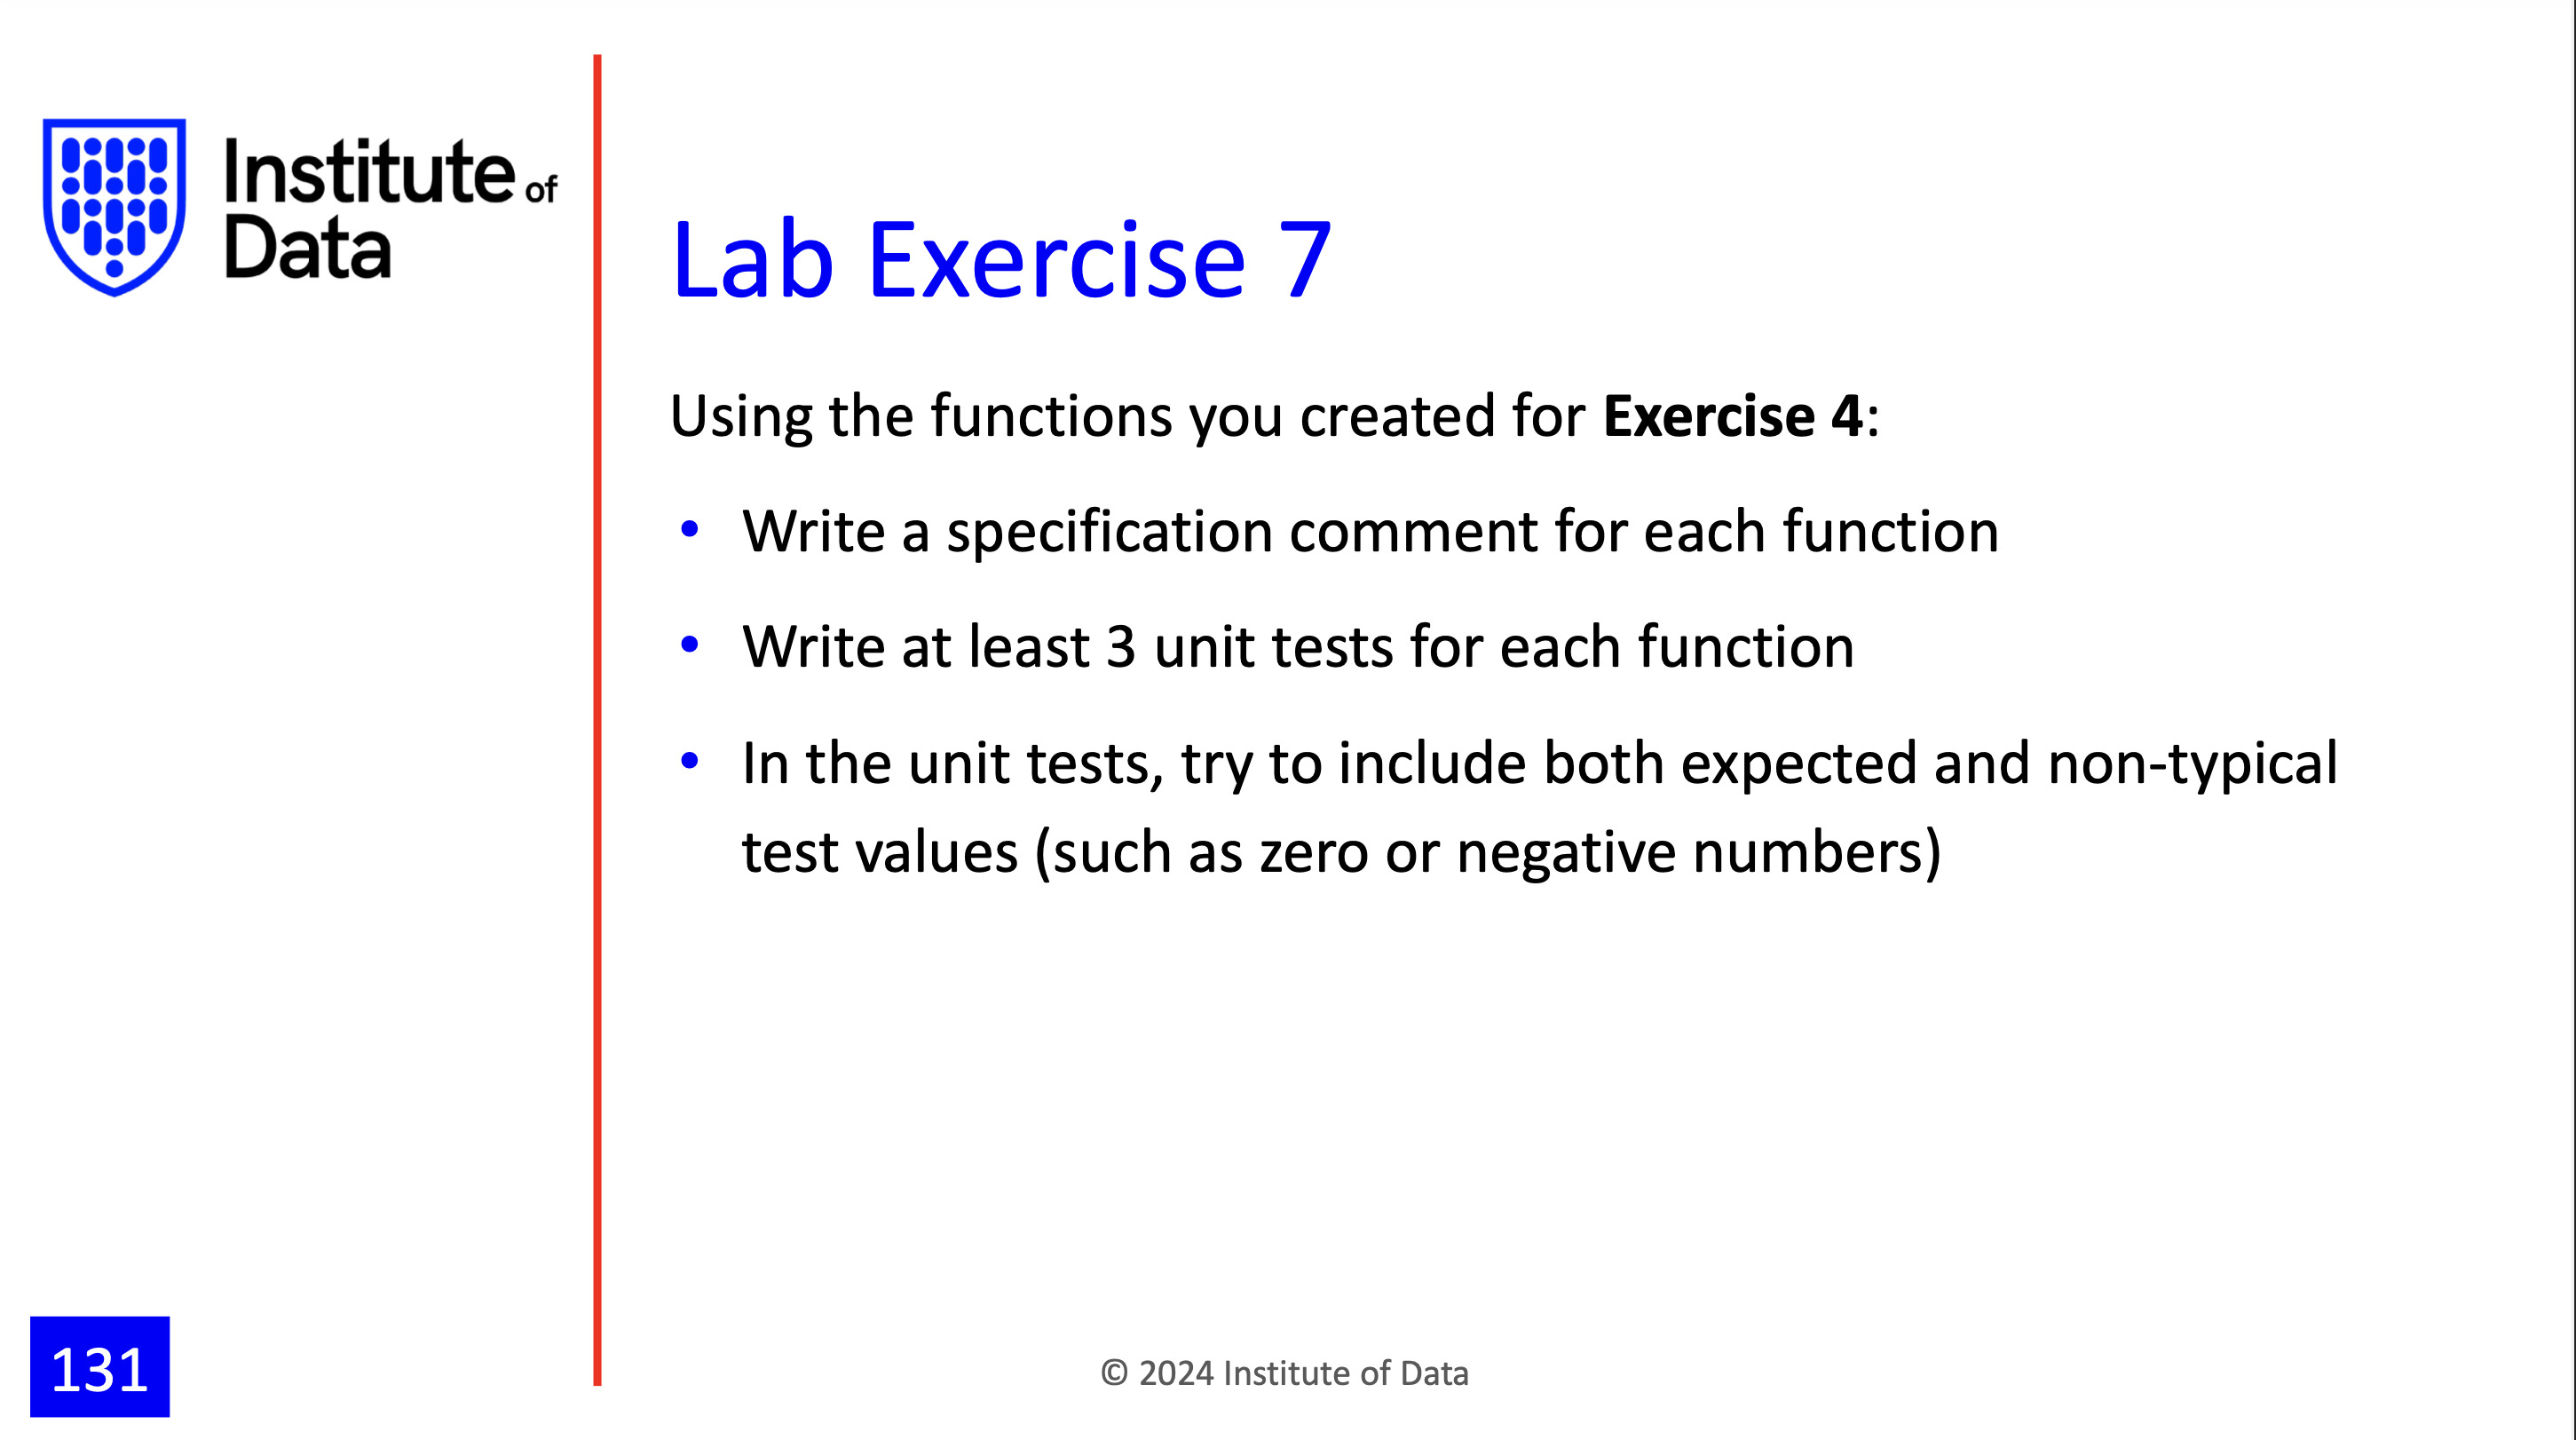 Institute of
Data
Lab Exercise 7
Using the functions you created for Exercise 4:
• Write a specification comment for each function
• Write at least 3 unit tests for each function
• In the unit tests, try to include both expected and non-typical
test values (such as zero or negative numbers)
131
© 2024 Institute of Data